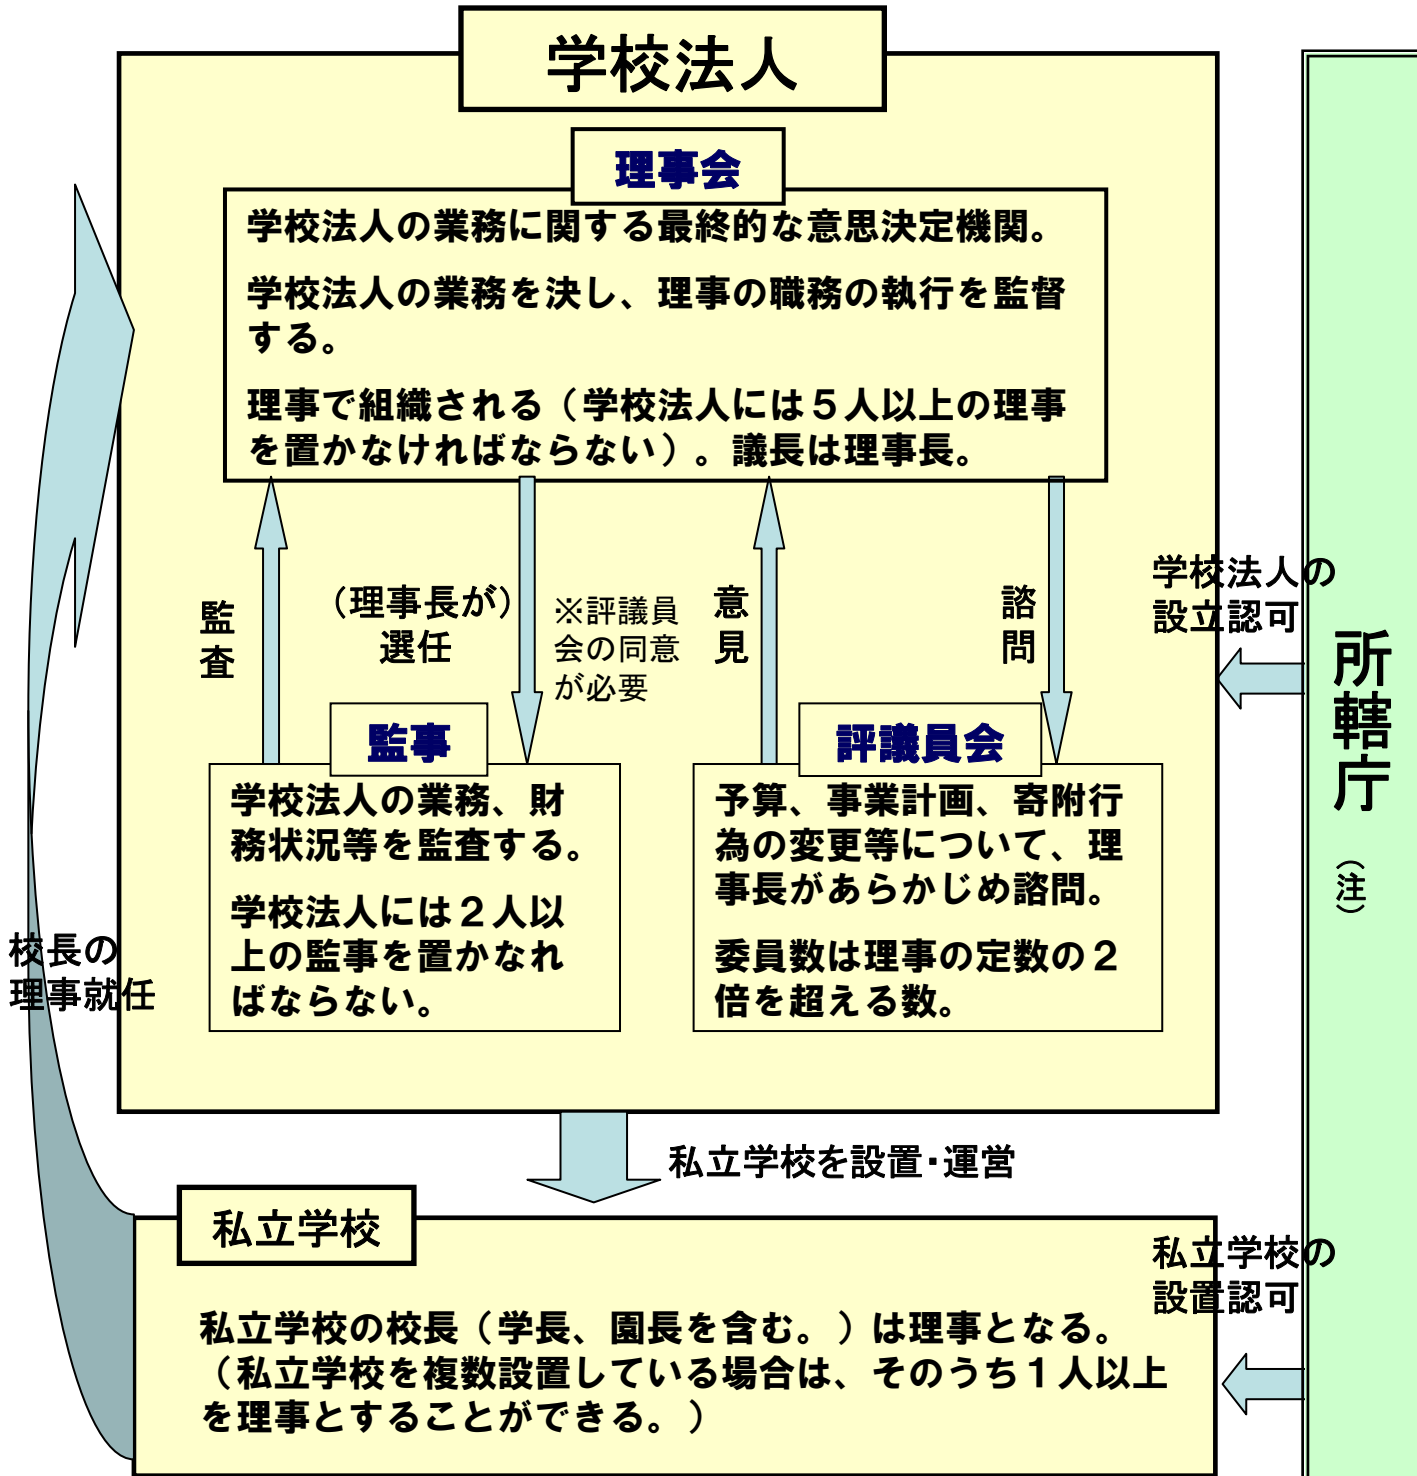 学校法人
理事会
学校法人の業務に関する最終的な意思決定機関。
学校法人の業務を決し、理事の職務の執行を監督
する。
理事で組織される（学校法人には５人以上の理事
を置かなければならない）。議長は理事長。
監査
（理事長が）
選任
※評議員
会の同意
が必要
意見
諮問
監事
学校法人の業務、財
務状況等を監査する。
学校法人には２人以
上の監事を置かなれ
ばならない。
評議員会
予算、事業計画、寄附行
為の変更等について、理
事長があらかじめ諮問。
委員数は理事の定数の２
倍を超える数。
学校法人の
設立認可
所轄庁（注）
校長の
理事就任
私立学校を設置・運営
私立学校
私立学校の校長（学長、園長を含む。）は理事となる。
（私立学校を複数設置している場合は、そのうち１人以上
を理事とすることができる。）
私立学校の
設置認可